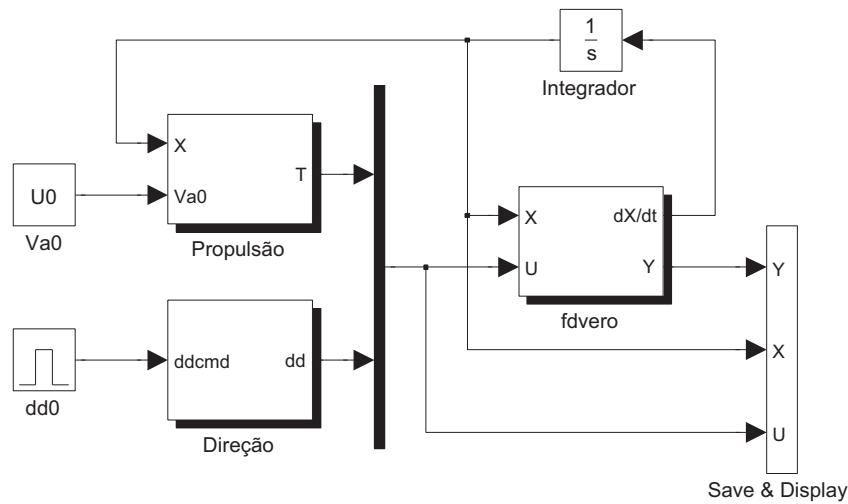 1
s
Integrador
X
T
Va0
Propulsão
U0
Va0
X
dX/dt
U
Y
fdvero
Y
X
U
Save & Display
ddcmd
dd
Direção
dd0